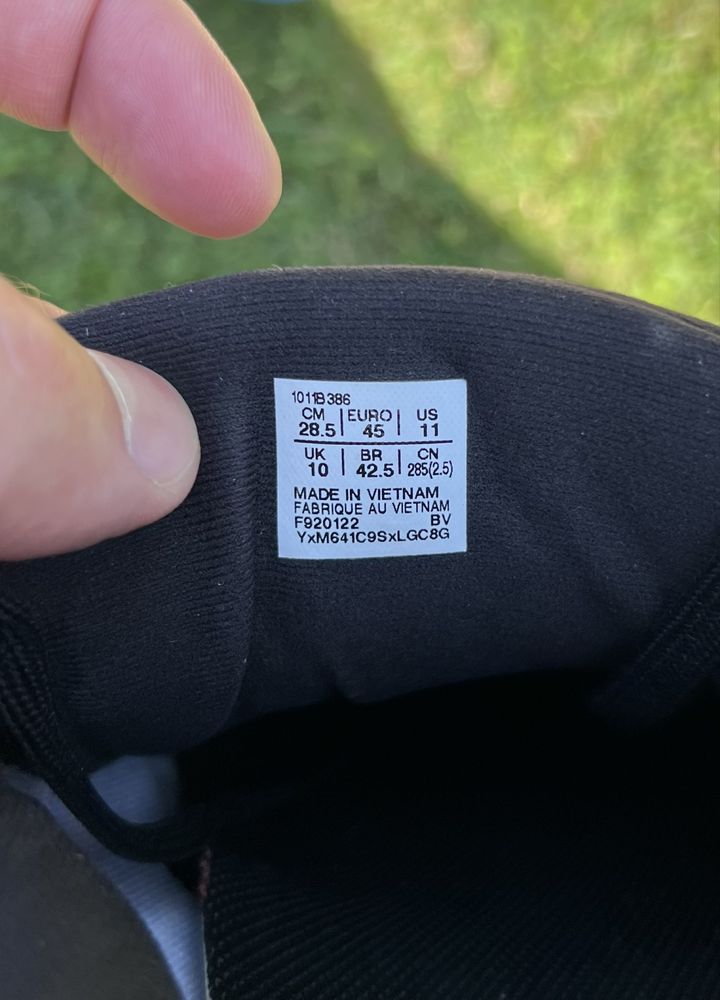 1011B386
CM | EURO | US
28.5 | 45 | 11
UK | BR | CN
10 | 42.5 | 285(2.5)
MADE IN VIETNAM
FABRIQUE AU VIETNAM
F920122 BV
YxM641C9SxLGC8G